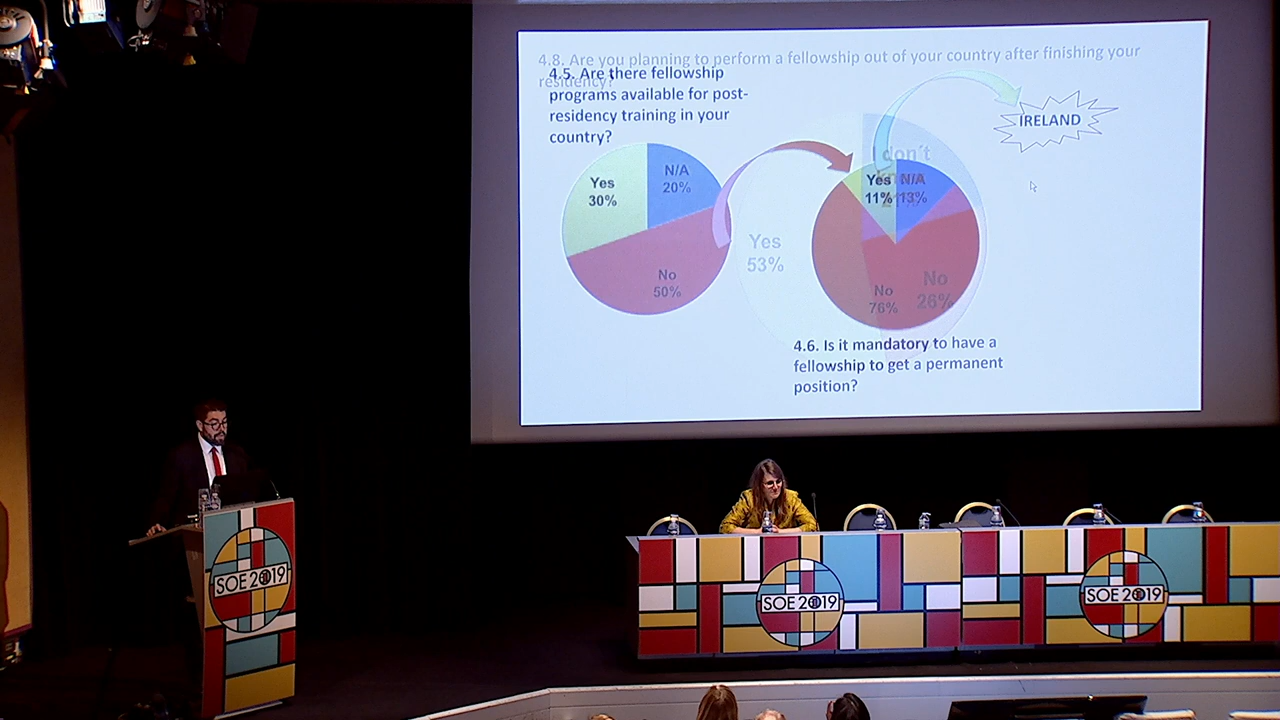 4.8. Are you planning to perform a fellowship out of your country after finishing your
residency?
4.5. Are there fellowship
programs available for post-
residency training in your
country?
IRELAND
I don´t
Yes
30%
N/A
20%
No
50%
Yes
53%
Yes
11%
N/A
13%
No
76%
No
26%
4.6. Is it mandatory to have a
fellowship to get a permanent
position?
SOE 2019
SOE 2019
SOE 2019